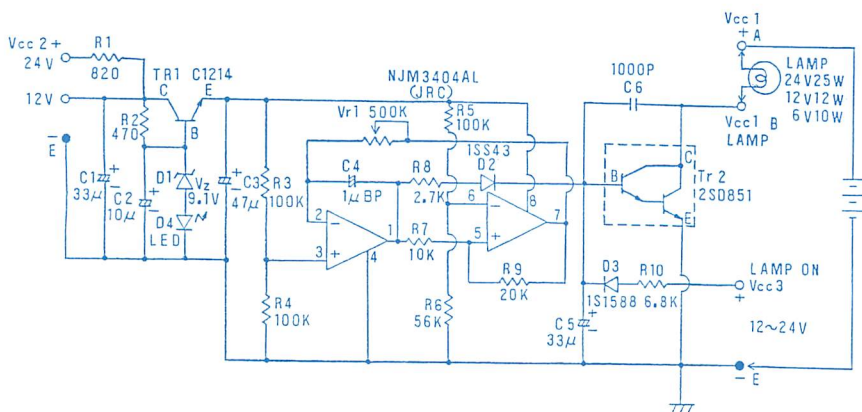 Vcc 2 +
24V
R1
820
12V
− E
TR1 C1214
C E
B
R2
470
C1
33μ
C2
10μ
D1
Vz
9.1V
D4
LED
C3
47μ
R3
100K
R4
100K
NJM3404AL
(JRC)
Vr1 500K
C4
1μBP
R8
2.7K
1SS43
D2
R5
100K
2
3
1
4
R7
10K
6
5
7
8
R9
20K
R6
56K
1000P
C6
B
C
E
Tr 2
2SD851
D3
1S1588
R10
6.8K
C5
33μ
LAMP ON
Vcc3
+
12~24V
− E
Vcc 1
+ A
LAMP
24V25W
12V12W
6V10W
Vcc1 B
LAMP